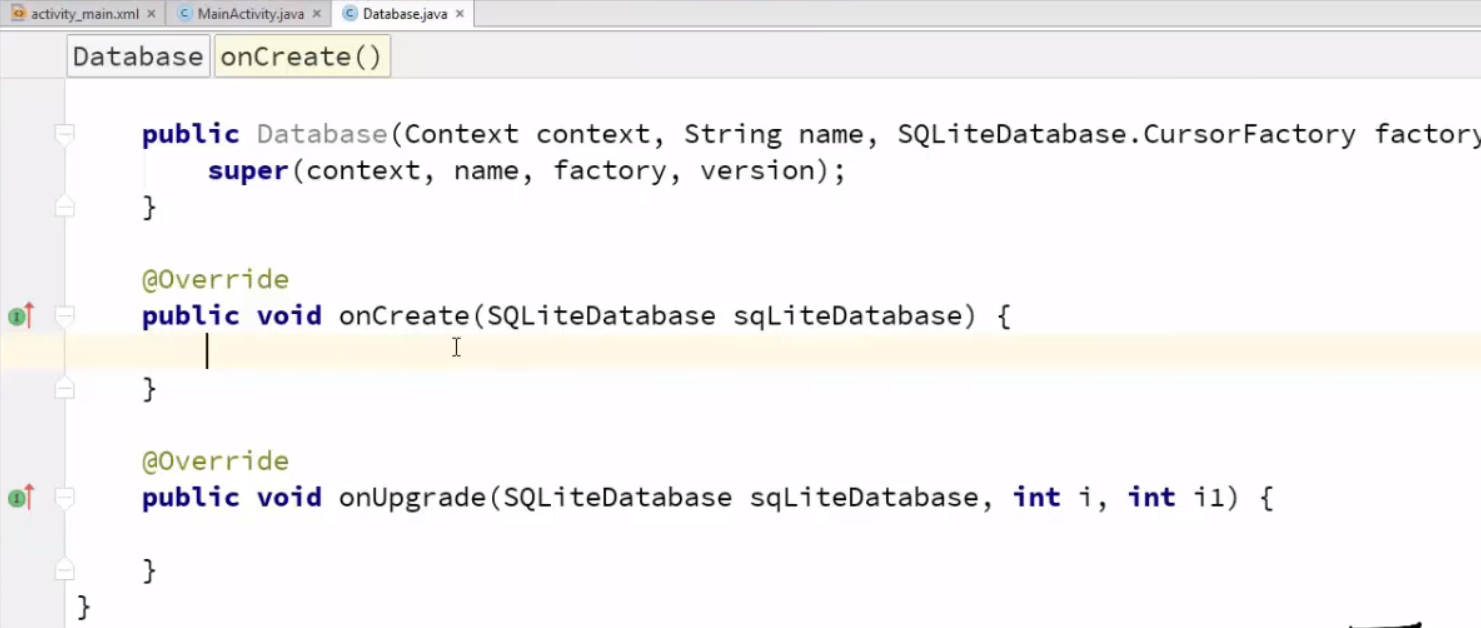 activity_main.xml × MainActivity.java × Database.java ×
Database onCreate()
public Database(Context context, String name, SQLiteDatabase.CursorFactory factory
super(context, name, factory, version);
}
@Override
public void onCreate(SQLiteDatabase sqLiteDatabase) {
}
@Override
public void onUpgrade(SQLiteDatabase sqLiteDatabase, int i, int i1) {
}
}